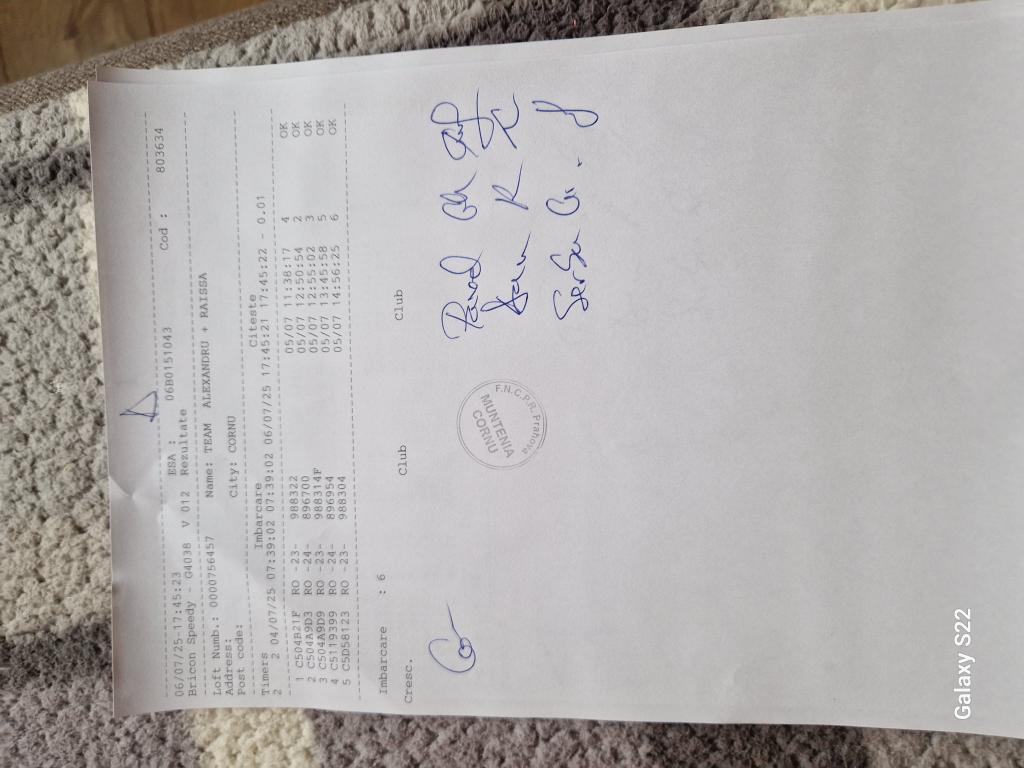 06/07/25-17:45:23 ESA : 06B0151043 Cod : 803634
Bricon Speedy - G4038 V 012 Rezultate
Loft Numb.: 0000756457 Name: TEAM ALEXANDRU + RAISSA
Address:
Post code: City: CORNU
Timers Imbarcare Citeste
2 2 04/07/25 07:39:02 07:39:02 06/07/25 17:45:21 17:45:22 - 0.01
1 C504B21F RO -23- 988322 05/07 11:38:17 4 OK
2 C504A9D3 RO -24- 896700 05/07 12:50:54 2 OK
3 C504A9D9 RO -23- 988314F 05/07 12:55:02 3 OK
4 C5119399 RO -24- 896954 05/07 13:45:58 5 OK
5 C5D58123 RO -23- 988304 05/07 14:56:25 6 OK
Imbarcare : 6
Cresc. Club Club
F.N.C.P.R. Prahova
MUNTENIA
CORNU
Galaxy S22